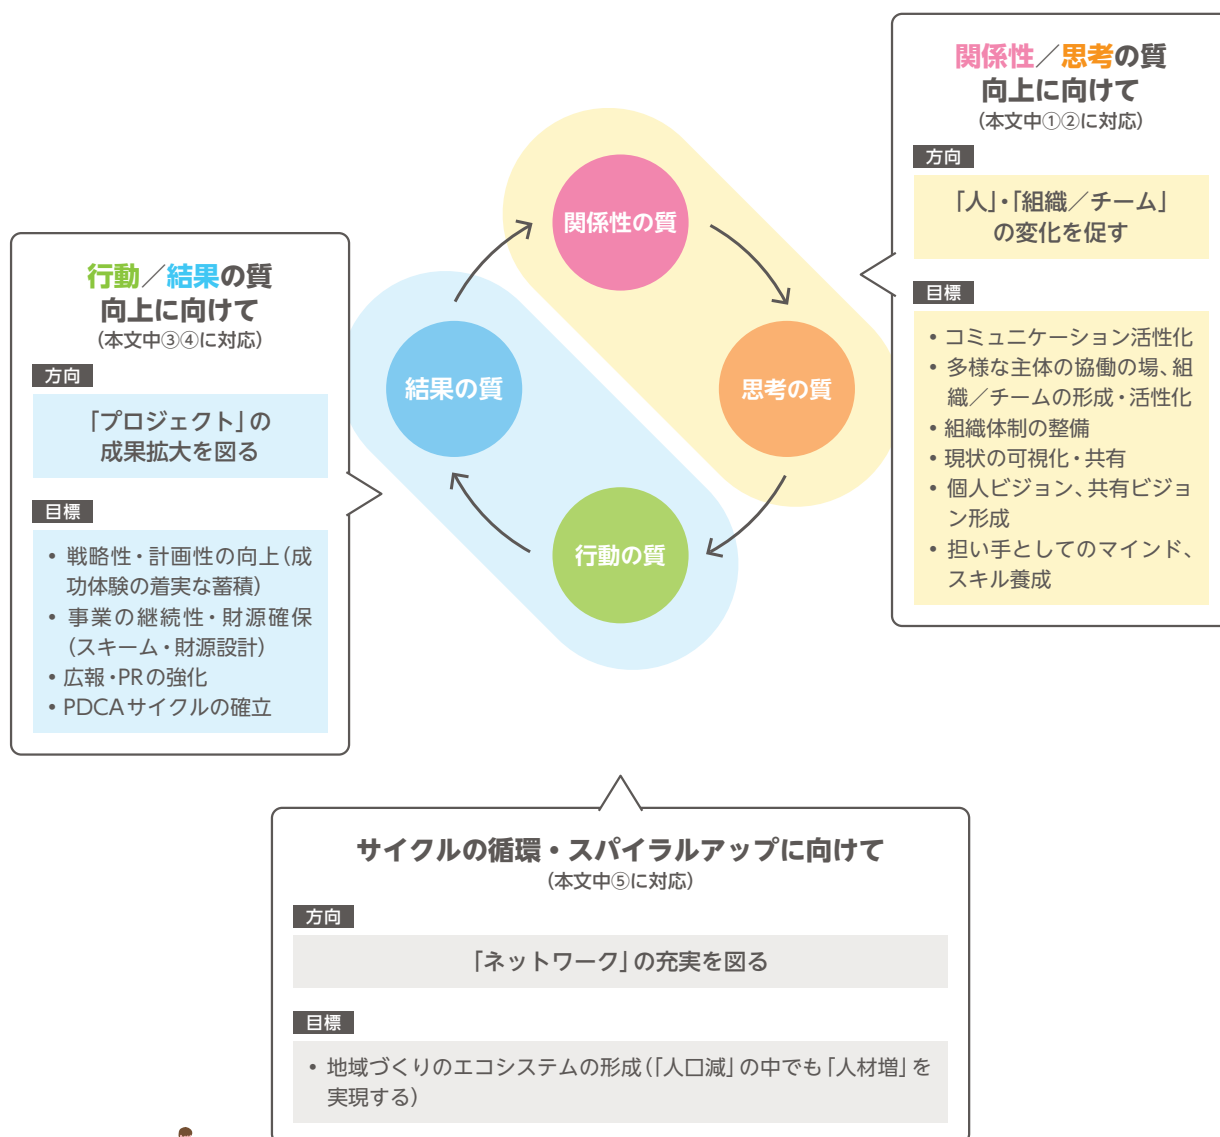 関係性／思考の質
向上に向けて
（本文中①②に対応）
方向
「人」・「組織／チーム」
の変化を促す
目標
• コミュニケーション活性化
• 多様な主体の協働の場、組
織／チームの形成・活性化
• 組織体制の整備
• 現状の可視化・共有
• 個人ビジョン、共有ビジョ
ン形成
• 担い手としてのマインド、
スキル養成
関係性の質
思考の質
行動の質
結果の質
行動／結果の質
向上に向けて
（本文中③④に対応）
方向
「プロジェクト」の
成果拡大を図る
目標
• 戦略性・計画性の向上（成
功体験の着実な蓄積）
• 事業の継続性・財源確保
（スキーム・財源設計）
• 広報・PRの強化
• PDCAサイクルの確立
サイクルの循環・スパイラルアップに向けて
（本文中⑤に対応）
方向
「ネットワーク」の充実を図る
目標
• 地域づくりのエコシステムの形成（「人口減」の中でも「人材増」を
実現する）